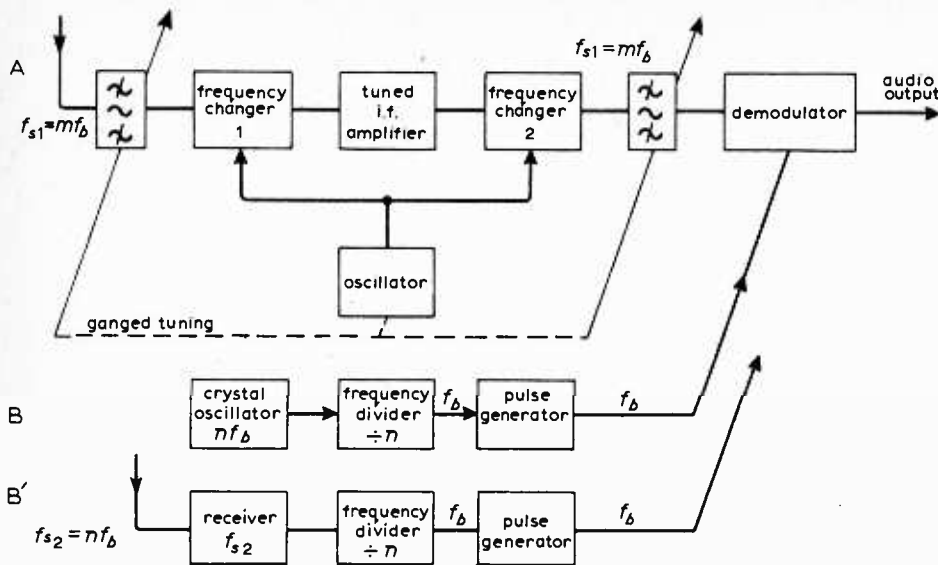 A
f_s1 = mf_b
frequency
changer
1
tuned
i.f.
amplifier
frequency
changer
2
f_s1 = mf_b
demodulator
audio
output
oscillator
ganged tuning
B
crystal
oscillator
nf_b
frequency
divider
÷n
f_b
pulse
generator
f_b
B′
f_s2 = nf_b
receiver
f_s2
frequency
divider
÷n
f_b
pulse
generator
f_b